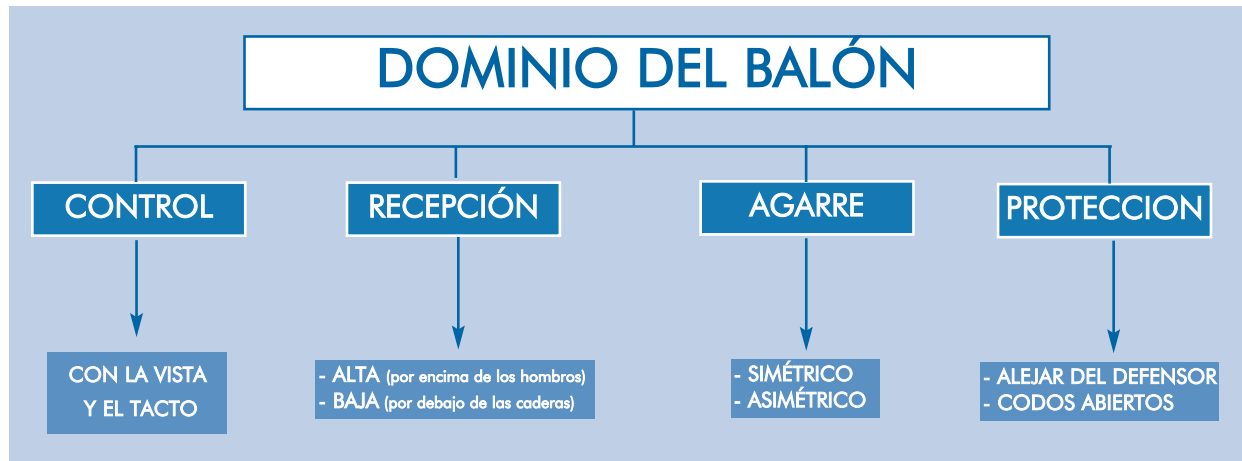 DOMINIO DEL BALÓN
CONTROL
RECEPCIÓN
AGARRE
PROTECCION
CON LA VISTA
Y EL TACTO
- ALTA (por encima de los hombros)
- BAJA (por debajo de las caderas)
- SIMÉTRICO
- ASIMÉTRICO
- ALEJAR DEL DEFENSOR
- CODOS ABIERTOS